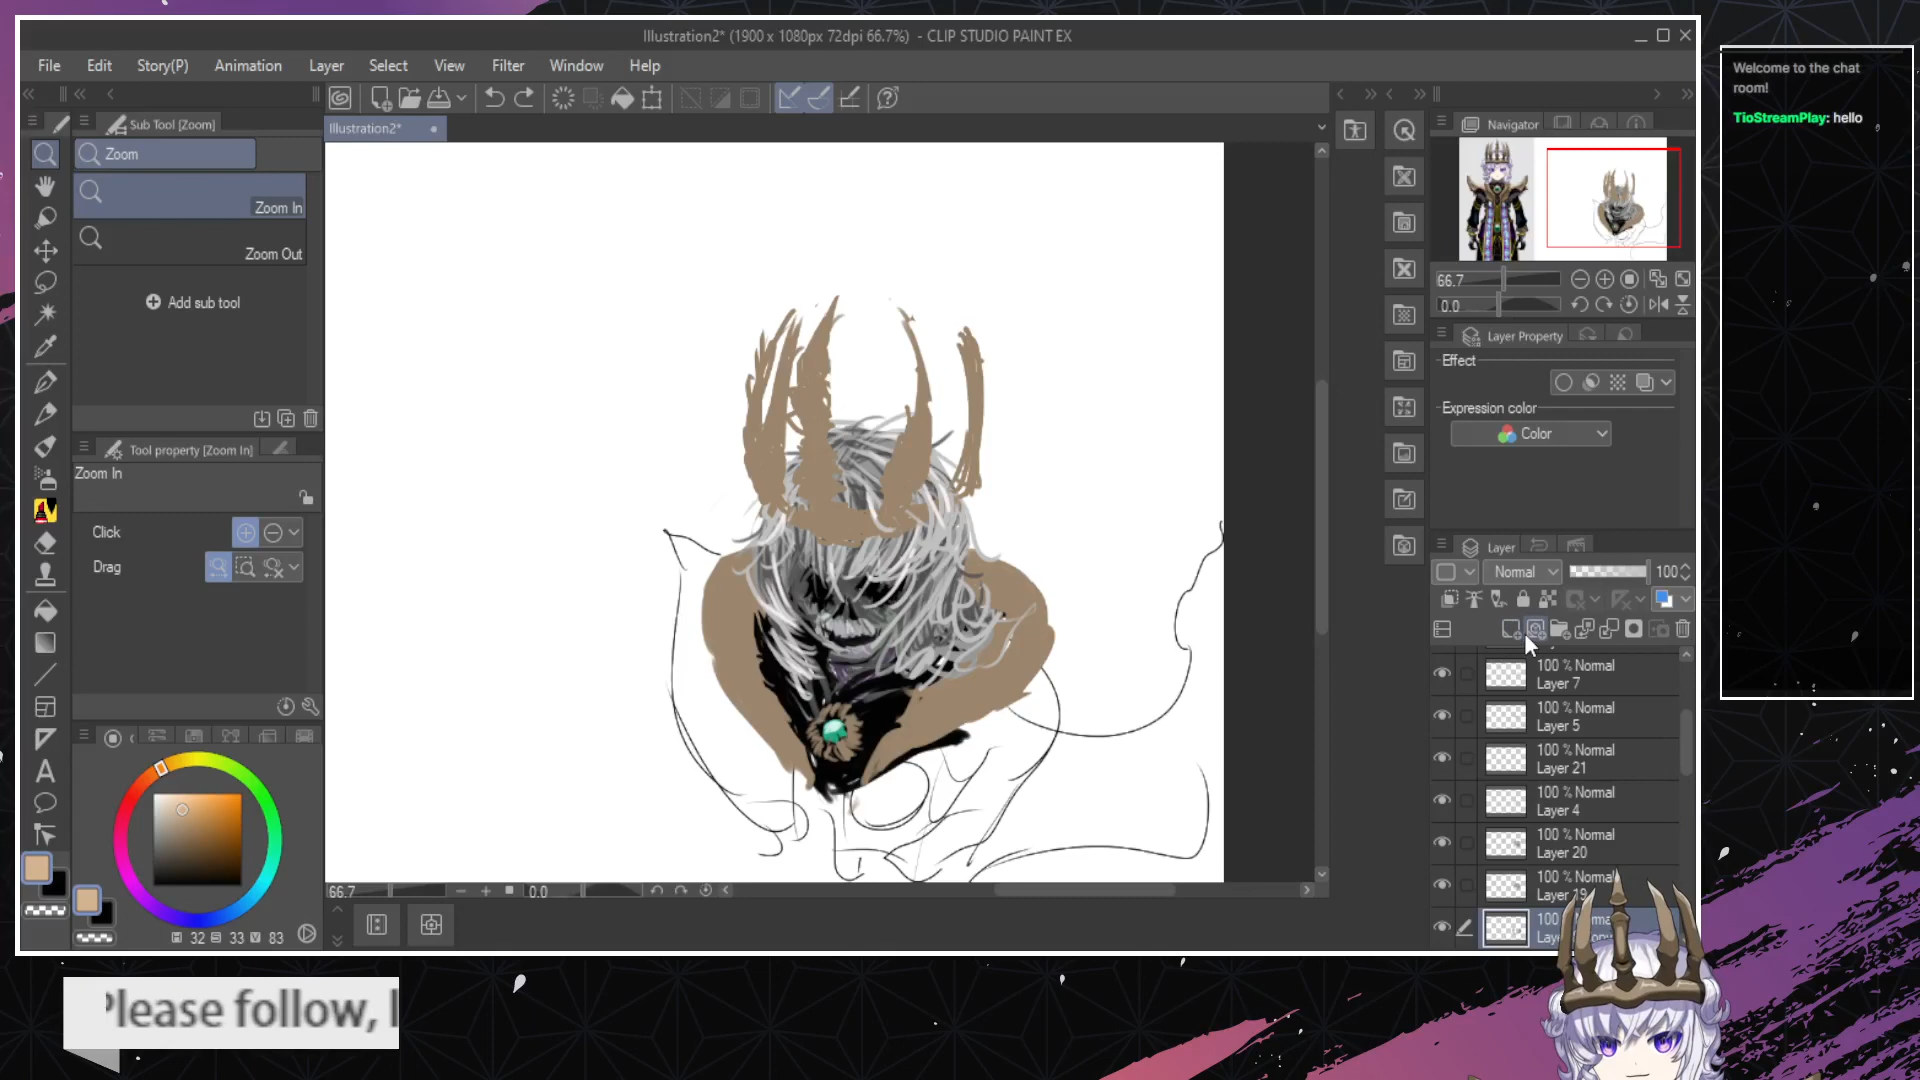 Illustration2* (1900 x 1080px 72dpi 66.7%) - CLIP STUDIO PAINT EX
File Edit Story(P) Animation Layer Select View Filter Window Help
Sub Tool [Zoom]
Zoom
Zoom In
Zoom Out
Add sub tool
Tool property [Zoom In]
Zoom In
Click
Drag
32 33 83
Illustration2*
66.7 0.0
Navigator
66.7
0.0
Layer Property
Effect
Expression color
Color
Layer
Normal 100
100 % Normal
Layer 7
100 % Normal
Layer 5
100 % Normal
Layer 21
100 % Normal
Layer 4
100 % Normal
Layer 20
100 % Normal
Layer 19
100
Welcome to the chat
room!
TioStreamPlay: hello
Please follow,